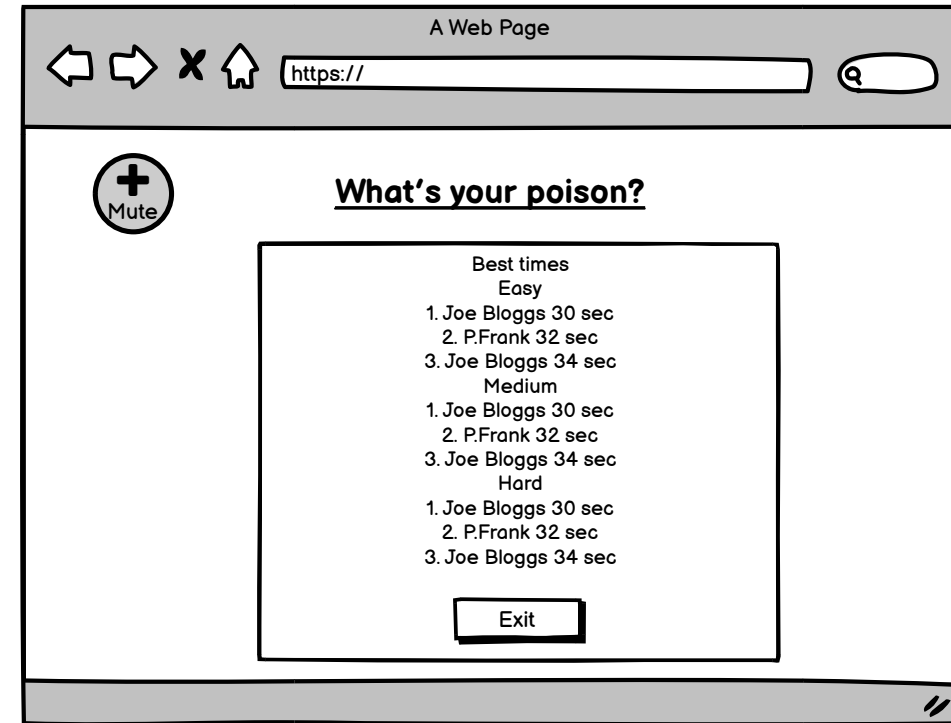 A Web Page
https://
Mute
What's your poison?
Best times
Easy
1. Joe Bloggs 30 sec
2. P.Frank 32 sec
3. Joe Bloggs 34 sec
Medium
1. Joe Bloggs 30 sec
2. P.Frank 32 sec
3. Joe Bloggs 34 sec
Hard
1. Joe Bloggs 30 sec
2. P.Frank 32 sec
3. Joe Bloggs 34 sec
Exit